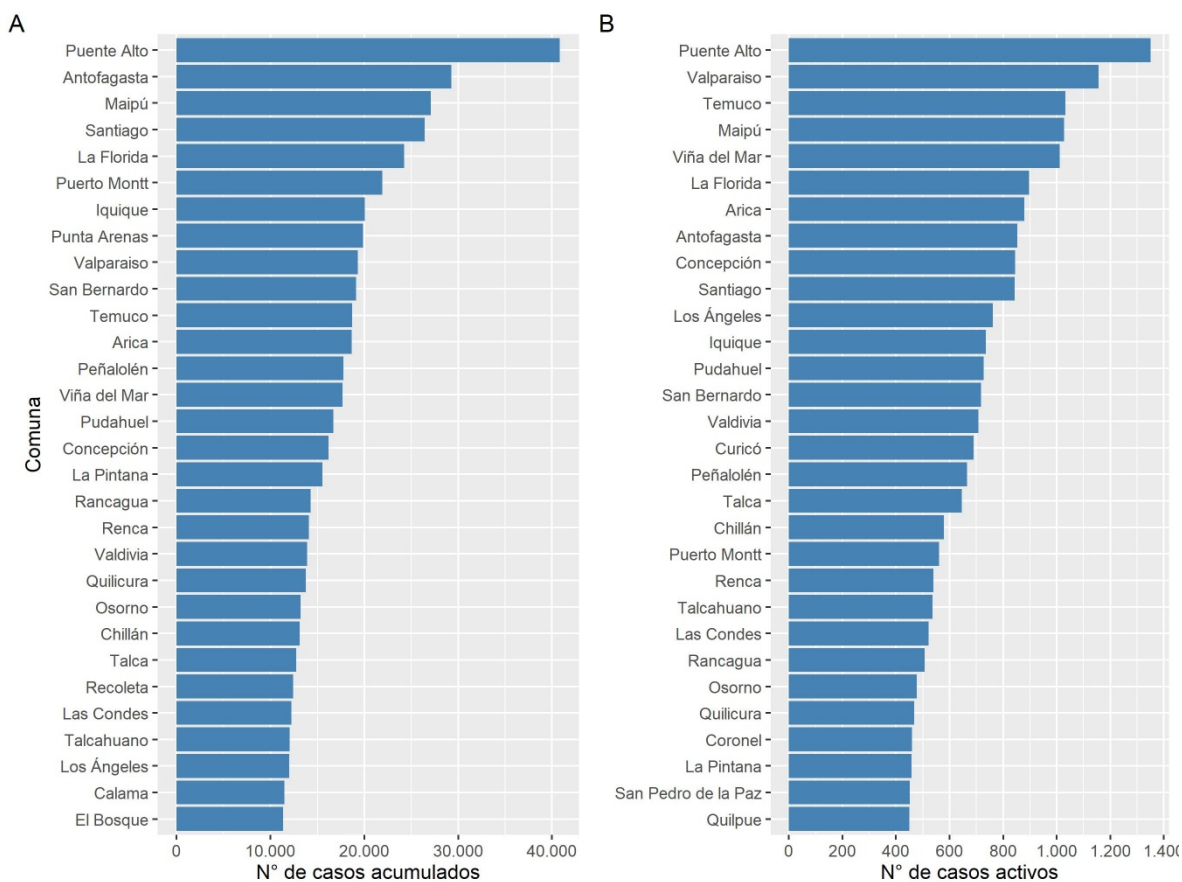 A
Puente Alto
Antofagasta
Maipú
Santiago
La Florida
Puerto Montt
Iquique
Punta Arenas
Valparaiso
San Bernardo
Temuco
Arica
Peñalolén
Viña del Mar
Pudahuel
Concepción
La Pintana
Rancagua
Renca
Valdivia
Quilicura
Osorno
Chillán
Talca
Recoleta
Las Condes
Talcahuano
Los Ángeles
Calama
El Bosque
Comuna
0 10.000 20.000 30.000 40.000
N° de casos acumulados
B
Puente Alto
Valparaiso
Temuco
Maipú
Viña del Mar
La Florida
Arica
Antofagasta
Concepción
Santiago
Los Ángeles
Iquique
Pudahuel
San Bernardo
Valdivia
Curicó
Peñalolén
Talca
Chillán
Puerto Montt
Renca
Talcahuano
Las Condes
Rancagua
Osorno
Quilicura
Coronel
La Pintana
San Pedro de la Paz
Quilpue
0 200 400 600 800 1.000 1.200 1.400
N° de casos activos